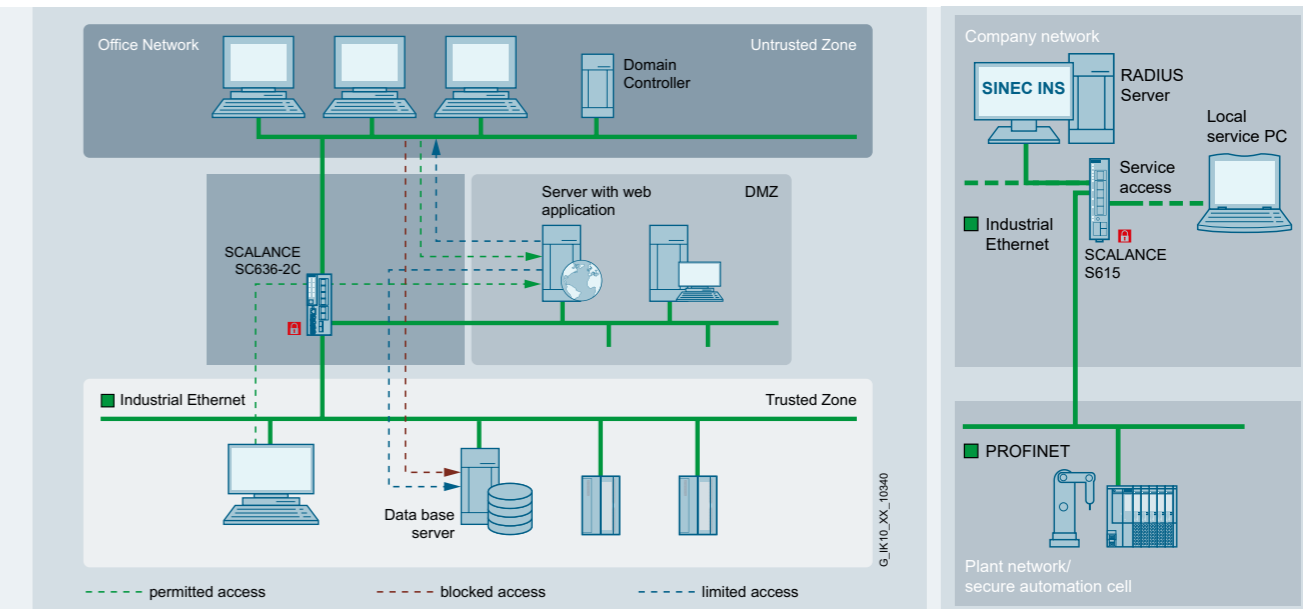 Office Network
Untrusted Zone
Domain
Controller
Server with web
application
DMZ
SCALANCE
SC636-2C
Industrial Ethernet
Trusted Zone
Data base
server
G_IK10_XX_10340
permitted access
blocked access
limited access
Company network
SINEC INS
RADIUS
Server
Local
service PC
Service
access
Industrial
Ethernet
SCALANCE
S615
PROFINET
Plant network/
secure automation cell